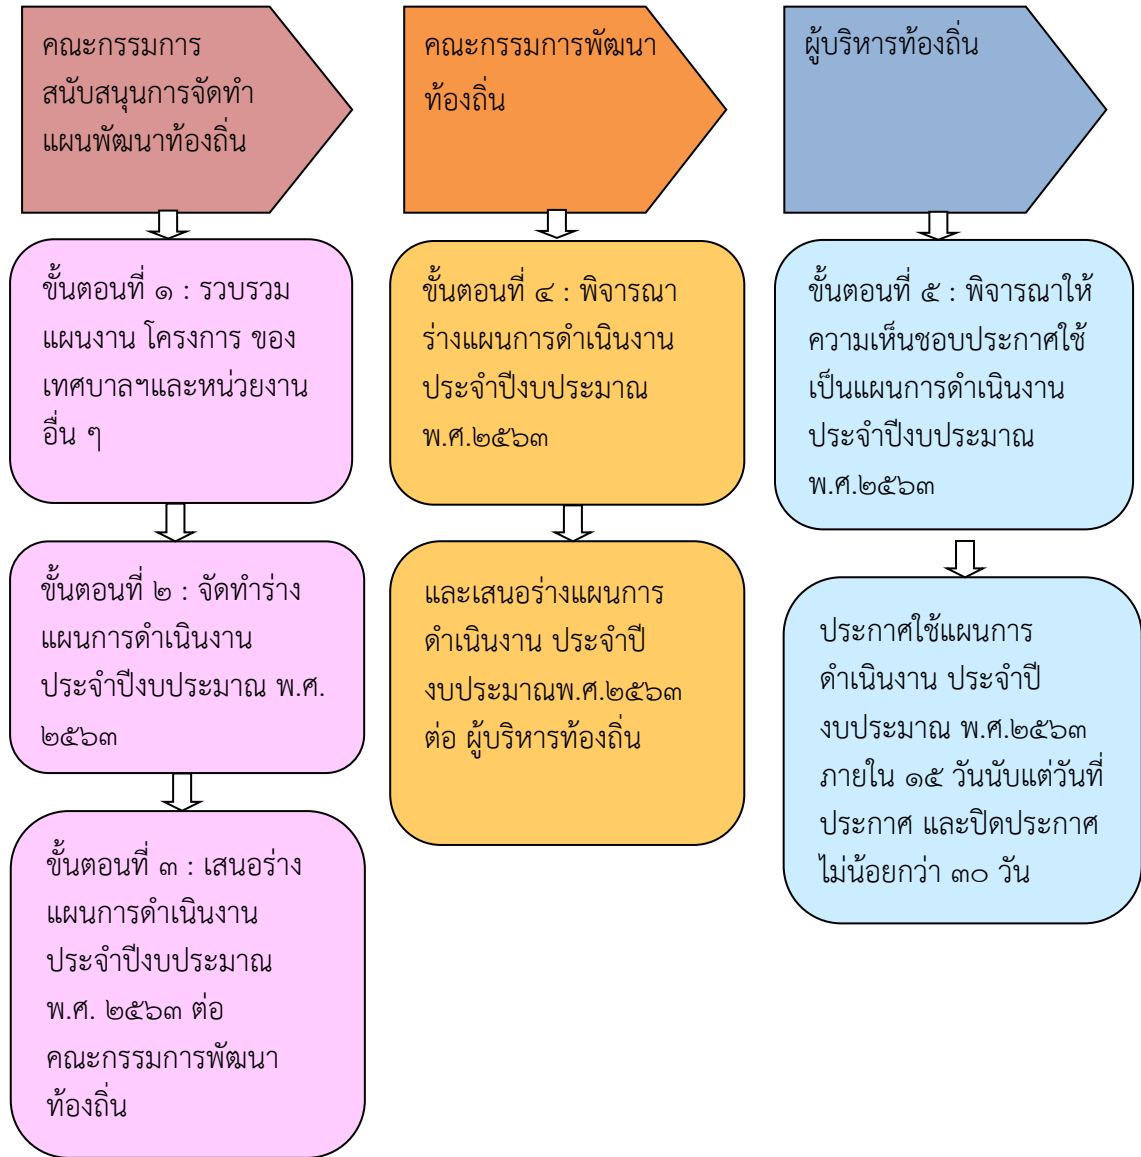 คณะกรรมการ
สนับสนุนการจัดทำ
แผนพัฒนาท้องถิ่น
ขั้นตอนที่ ๑ : รวบรวม
แผนงาน โครงการ ของ
เทศบาลฯและหน่วยงาน
อื่น ๆ
ขั้นตอนที่ ๒ : จัดทำร่าง
แผนการดำเนินงาน
ประจำปีงบประมาณ พ.ศ.
๒๕๖๓
ขั้นตอนที่ ๓ : เสนอร่าง
แผนการดำเนินงาน
ประจำปีงบประมาณ
พ.ศ. ๒๕๖๓ ต่อ
คณะกรรมการพัฒนา
ท้องถิ่น
คณะกรรมการพัฒนา
ท้องถิ่น
ขั้นตอนที่ ๔ : พิจารณา
ร่างแผนการดำเนินงาน
ประจำปีงบประมาณ
พ.ศ.๒๕๖๓
และเสนอร่างแผนการ
ดำเนินงาน ประจำปี
งบประมาณพ.ศ.๒๕๖๓
ต่อ ผู้บริหารท้องถิ่น
ผู้บริหารท้องถิ่น
ขั้นตอนที่ ๕ : พิจารณาให้
ความเห็นชอบประกาศใช้
เป็นแผนการดำเนินงาน
ประจำปีงบประมาณ
พ.ศ.๒๕๖๓
ประกาศใช้แผนการ
ดำเนินงาน ประจำปี
งบประมาณ พ.ศ.๒๕๖๓
ภายใน ๑๕ วันนับแต่วันที่
ประกาศ และปิดประกาศ
ไม่น้อยกว่า ๓๐ วัน